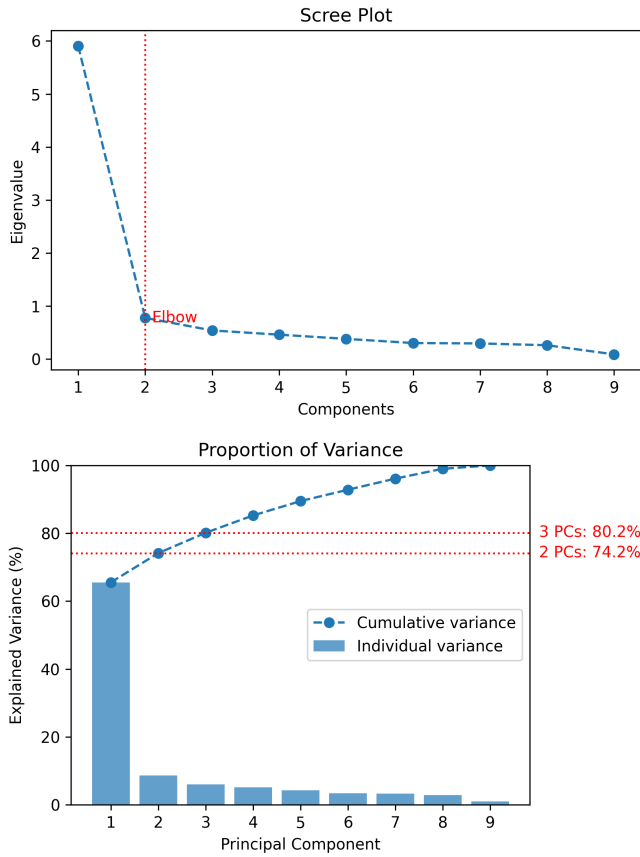 Scree Plot
6
5
4
3
2
1
0
Eigenvalue
Elbow
1 2 3 4 5 6 7 8 9
Components
Proportion of Variance
100
80
60
40
20
0
Explained Variance (%)
3 PCs: 80.2%
2 PCs: 74.2%
Cumulative variance
Individual variance
1 2 3 4 5 6 7 8 9
Principal Component